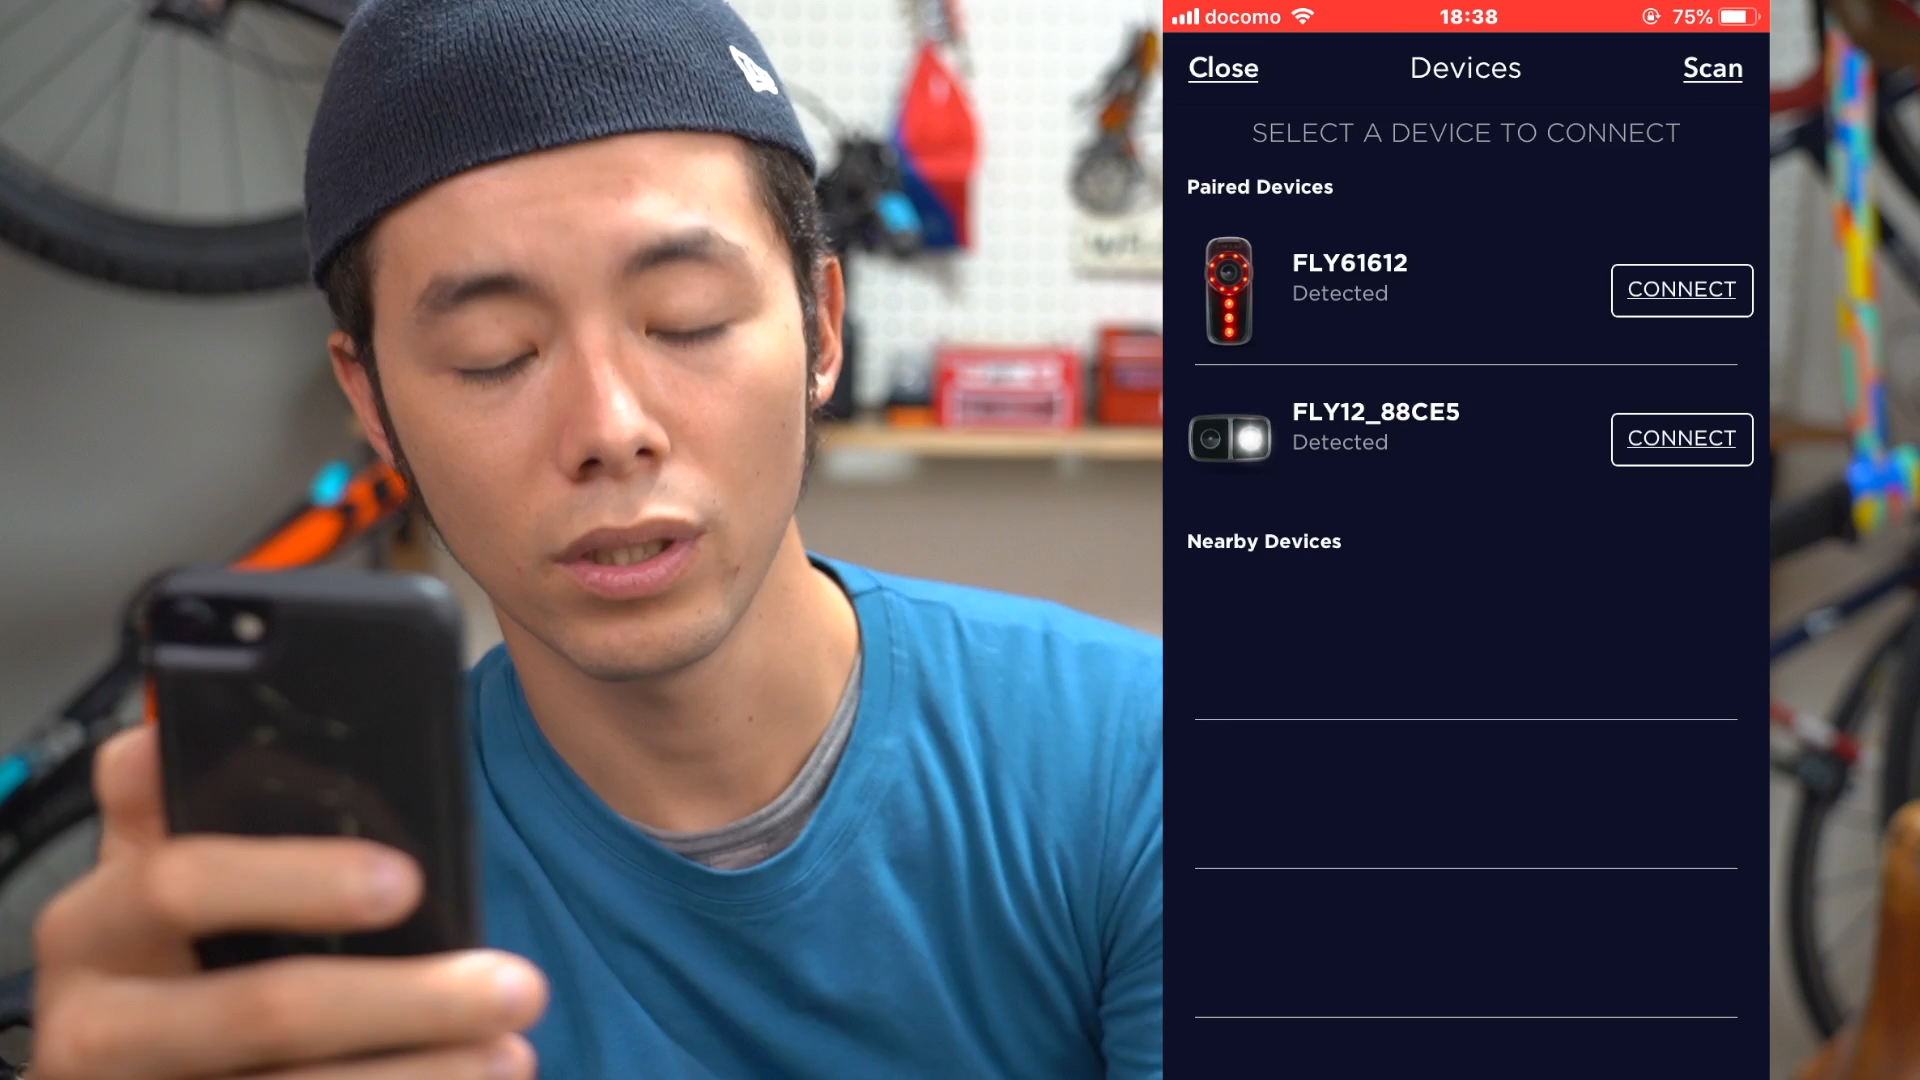 docomo 18:38 75%
Close Devices Scan
SELECT A DEVICE TO CONNECT
Paired Devices
FLY61612
Detected
CONNECT
FLY12_88CE5
Detected
CONNECT
Nearby Devices